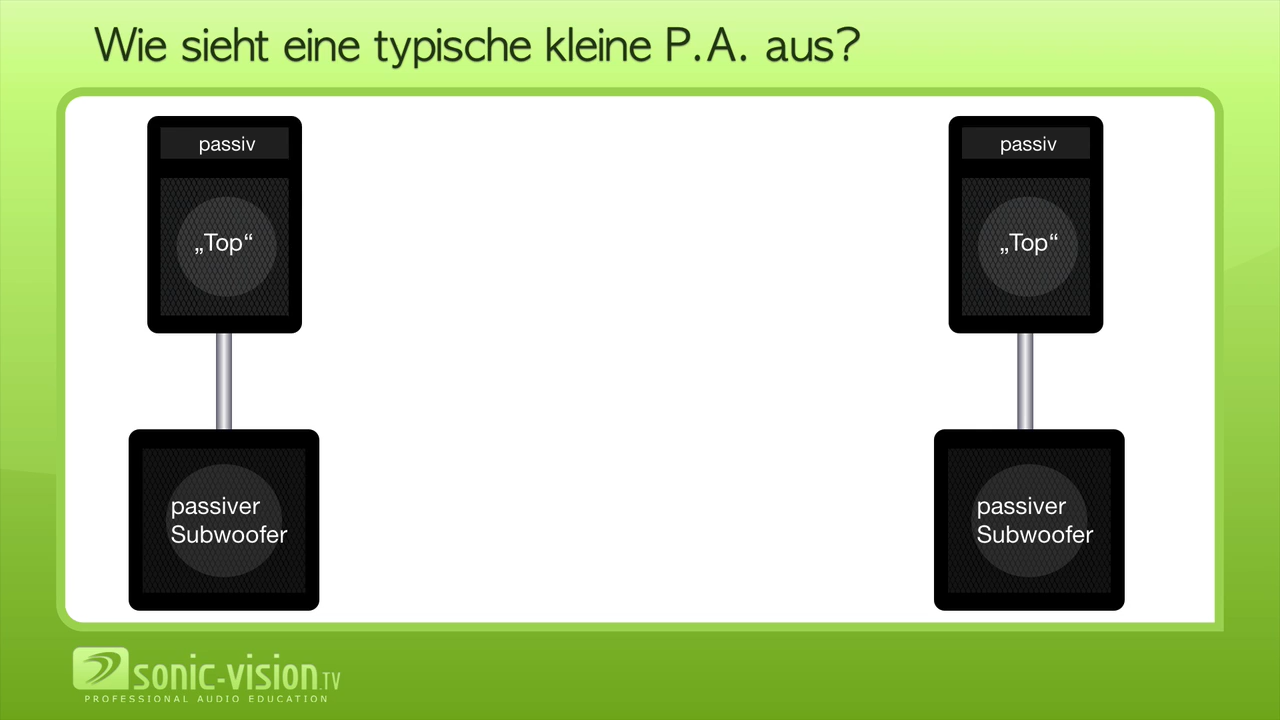 Wie sieht eine typische kleine P.A. aus?
passiv
„Top“
passiver
Subwoofer
passiv
„Top“
passiver
Subwoofer
sonic-vision.TV
PROFESSIONAL AUDIO EDUCATION